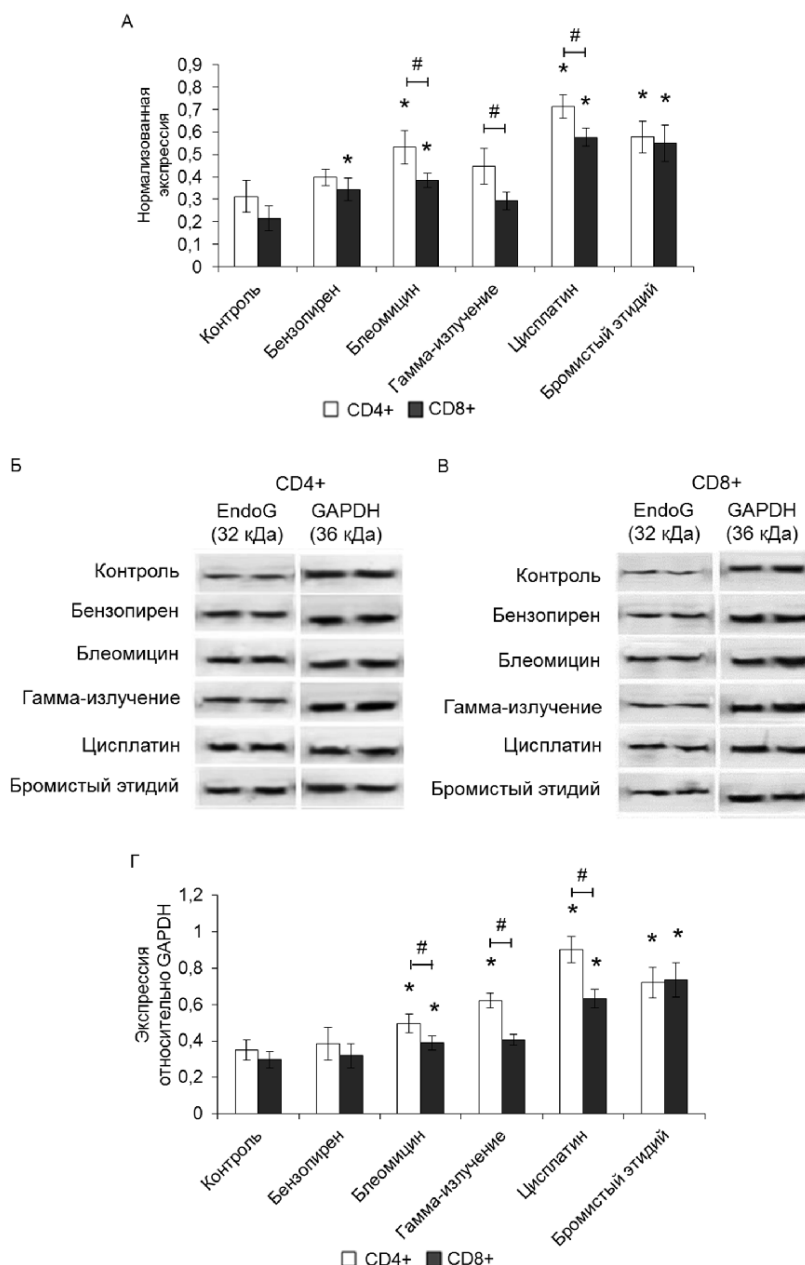 А
Нормализованная
экспрессия
0,9
0,8
0,7
0,6
0,5
0,4
0,3
0,2
0,1
0
#
#
#
*
*
*
*
*
*
*
Контроль
Бензопирен
Блеомицин
Гамма-излучение
Цисплатин
Бромистый этидий
CD4+ CD8+
Б
CD4+
EndoG GAPDH
(32 кДа) (36 кДа)
Контроль
Бензопирен
Блеомицин
Гамма-излучение
Цисплатин
Бромистый этидий
В
CD8+
EndoG GAPDH
(32 кДа) (36 кДа)
Контроль
Бензопирен
Блеомицин
Гамма-излучение
Цисплатин
Бромистый этидий
Г
Экспрессия
относительно GAPDH
1,2
1
0,8
0,6
0,4
0,2
0
#
#
#
*
*
*
*
*
*
*
Контроль
Бензопирен
Блеомицин
Гамма-излучение
Цисплатин
Бромистый этидий
CD4+ CD8+